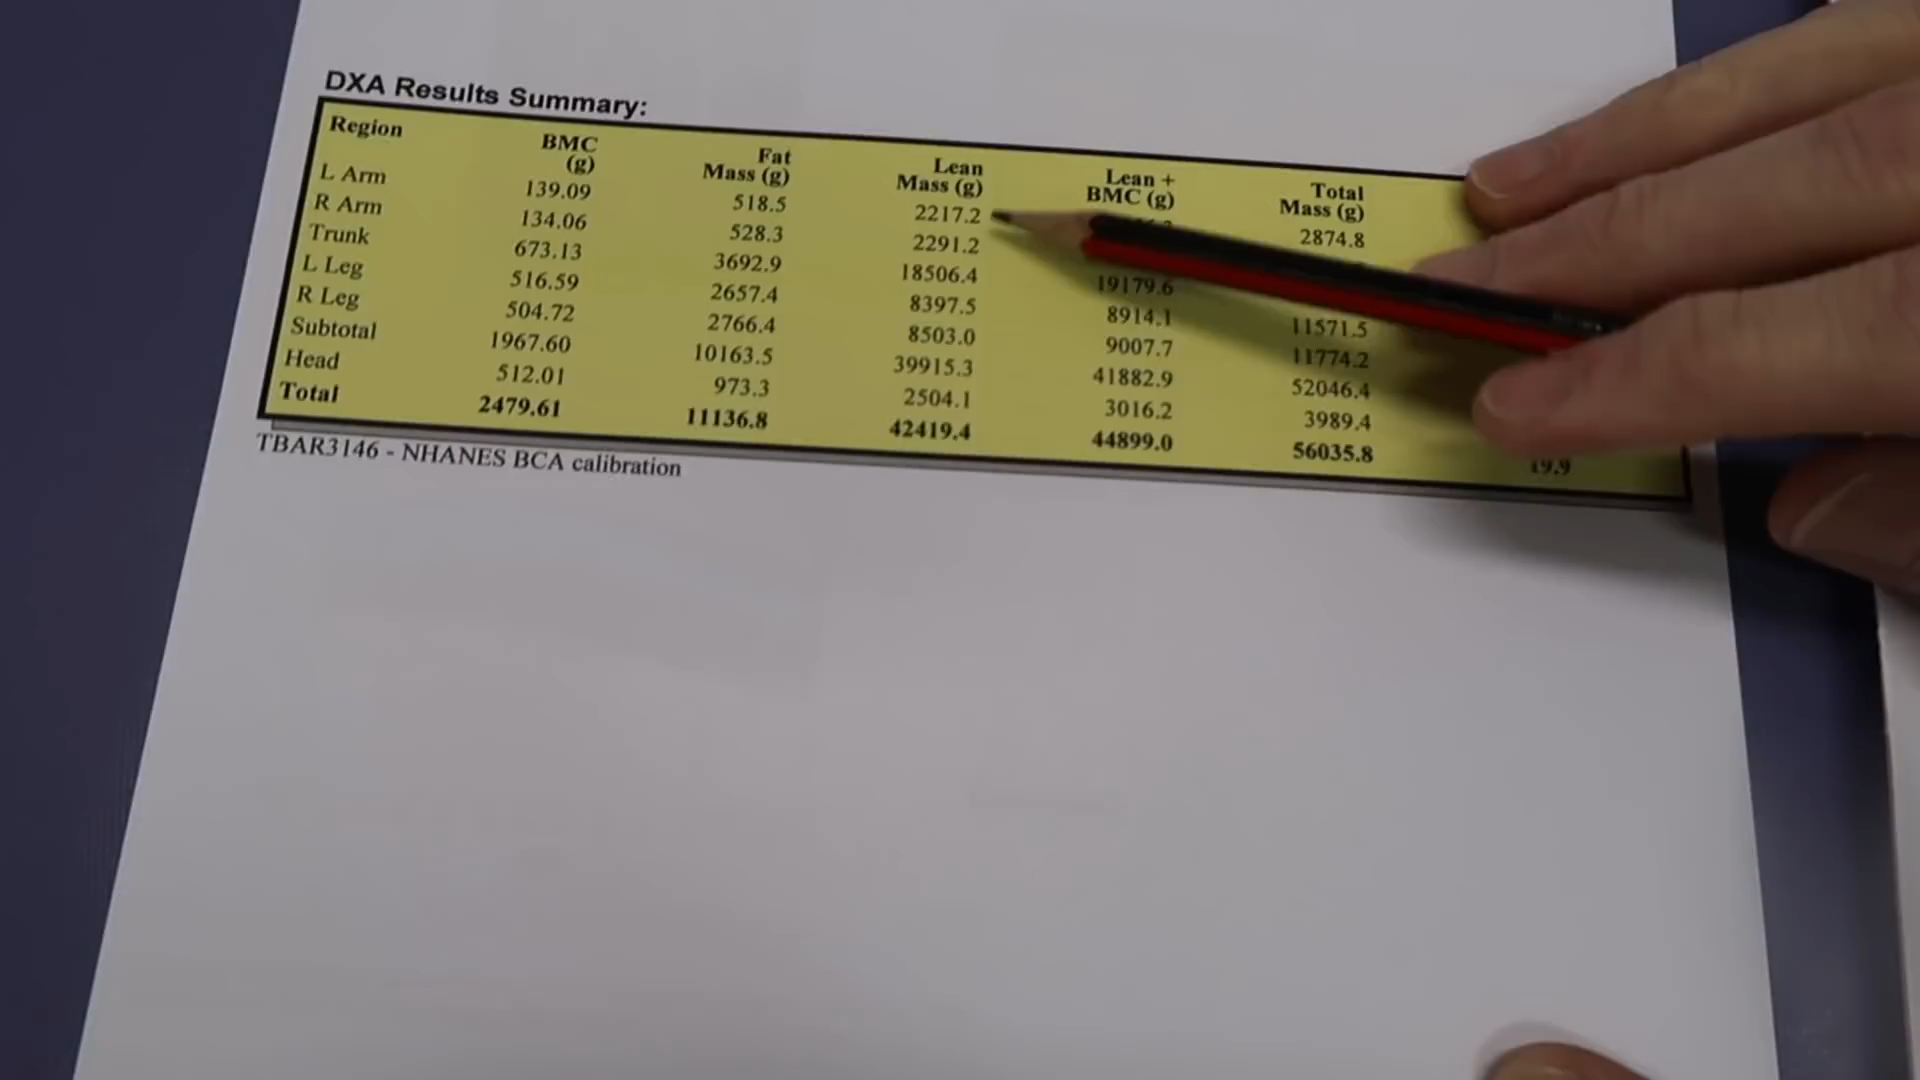 DXA Results Summary:
Region BMC (g) Fat Mass (g) Lean Mass (g) Lean + BMC (g) Total Mass (g)
L Arm 139.09 518.5 2217.2 2874.8
R Arm 134.06 528.3 2291.2
Trunk 673.13 3692.9 18506.4 19179.6
L Leg 516.59 2657.4 8397.5 8914.1 11571.5
R Leg 504.72 2766.4 8503.0 9007.7 11774.2
Subtotal 1967.60 10163.5 39915.3 41882.9 52046.4
Head 512.01 973.3 2504.1 3016.2 3989.4
Total 2479.61 11136.8 42419.4 44899.0 56035.8 19.9
TBAR3146 - NHANES BCA calibration